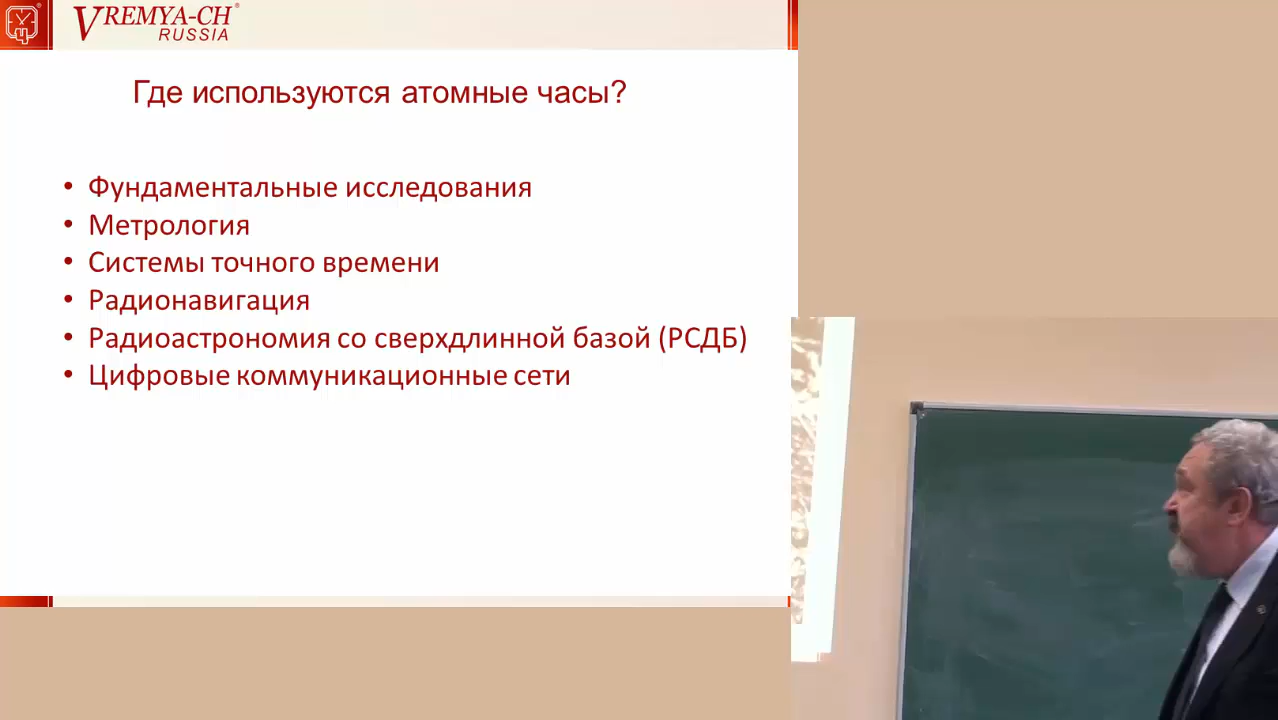 VREMYA-CH®
RUSSIA
Где используются атомные часы?
• Фундаментальные исследования
• Метрология
• Системы точного времени
• Радионавигация
• Радиоастрономия со сверхдлинной базой (РСДБ)
• Цифровые коммуникационные сети